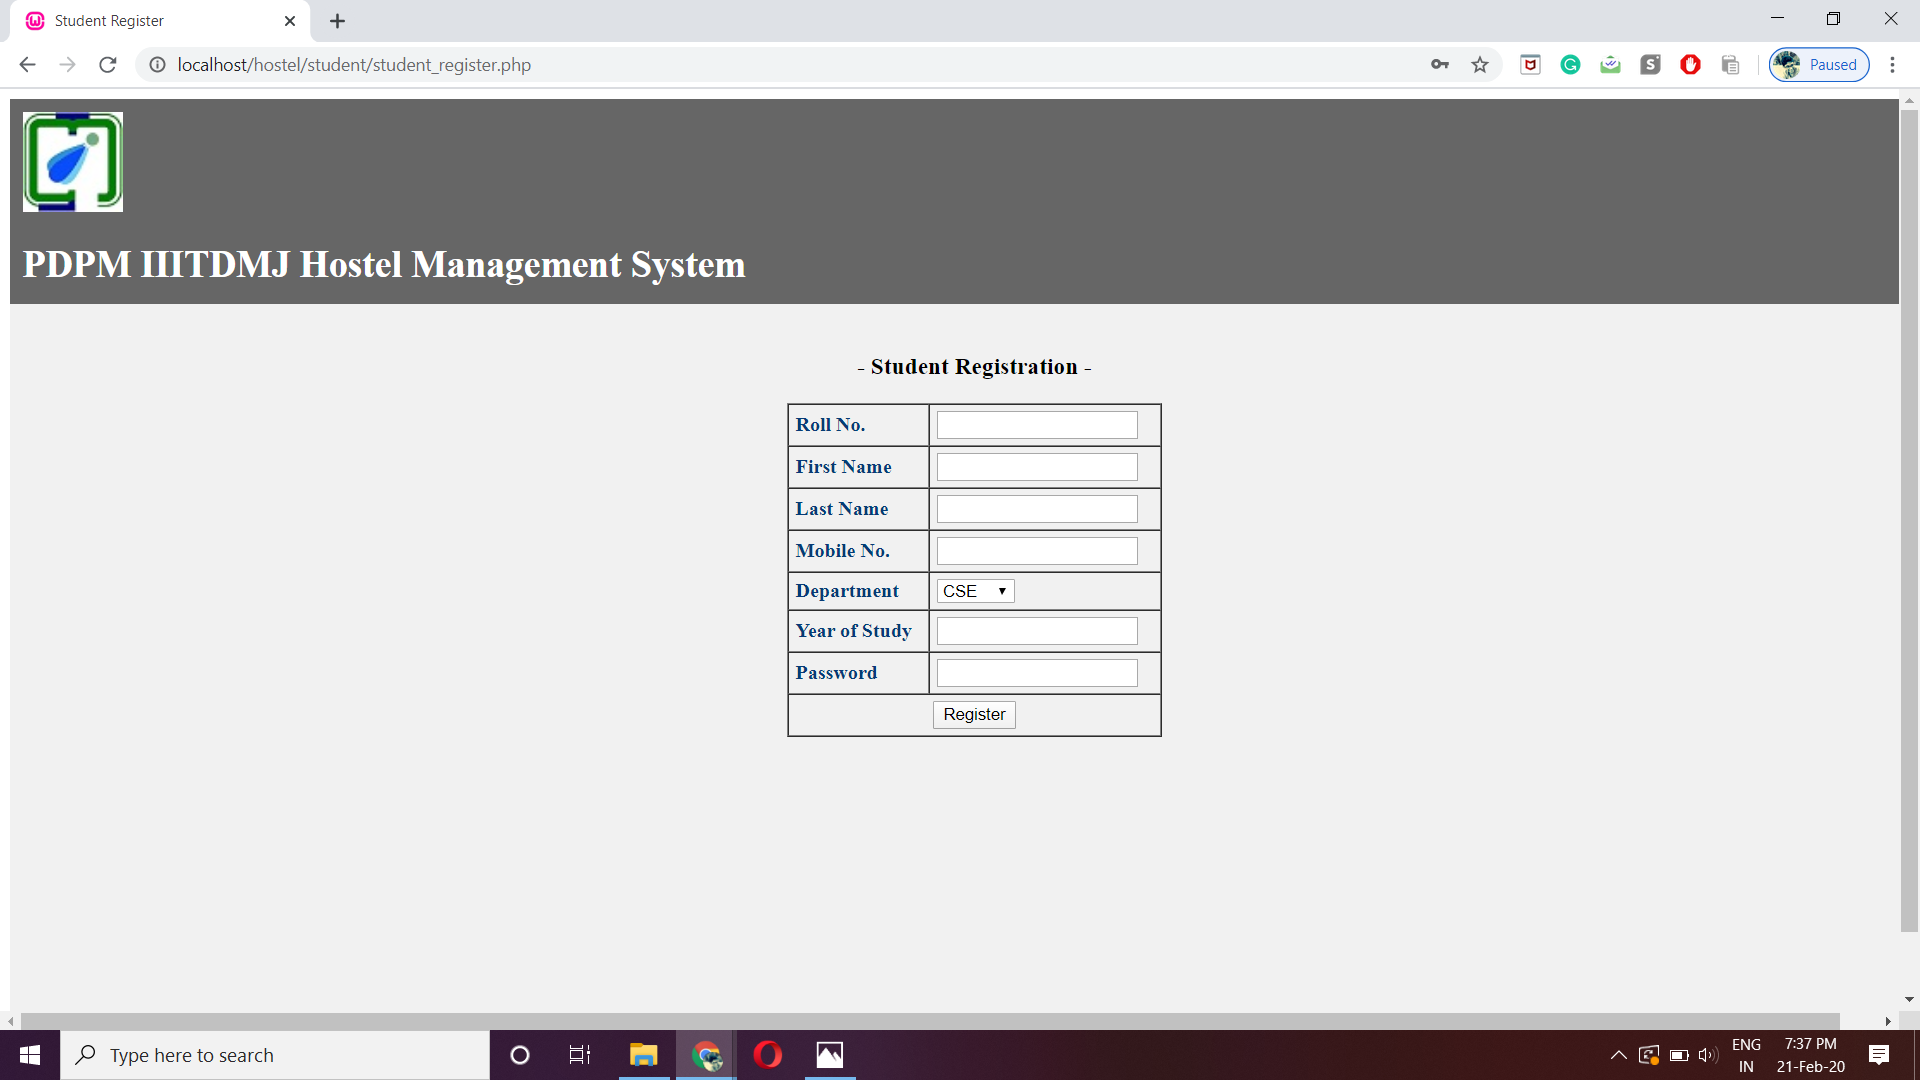 Student Register
localhost/hostel/student/student_register.php
Paused
PDPM IIITDMJ Hostel Management System
- Student Registration -
Roll No.
First Name
Last Name
Mobile No.
Department CSE
Year of Study
Password
Register
Type here to search
ENG 7:37 PM
IN 21-Feb-20